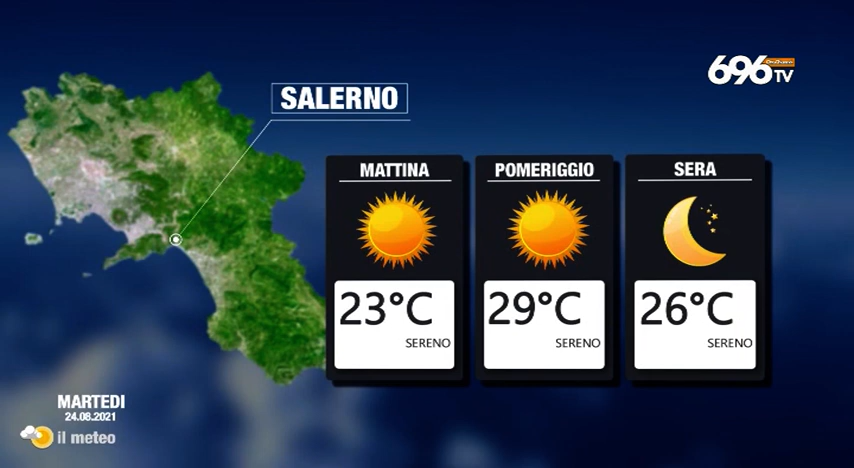 696
TV
SALERNO
MATTINA
POMERIGGIO
SERA
23°C
29°C
26°C
SERENO
SERENO
SERENO
MARTEDI
24.08.2021
il meteo